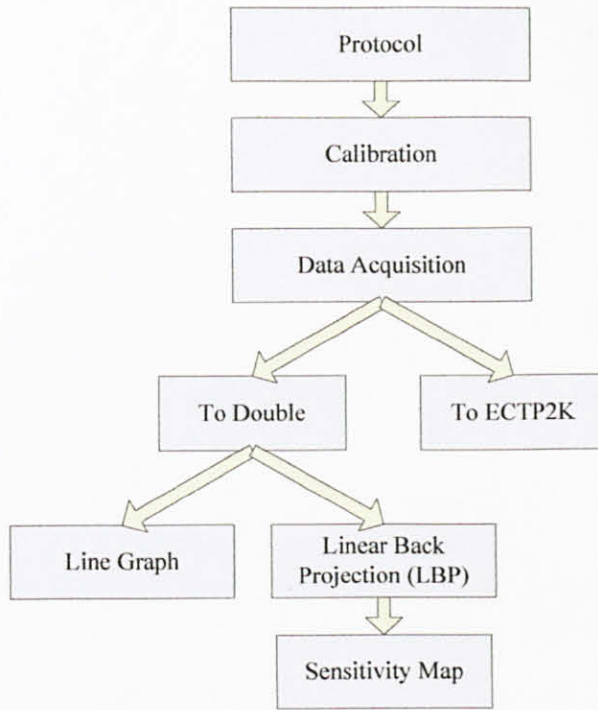 Protocol
Calibration
Data Acquisition
To Double
To ECTP2K
Line Graph
Linear Back
Projection (LBP)
Sensitivity Map